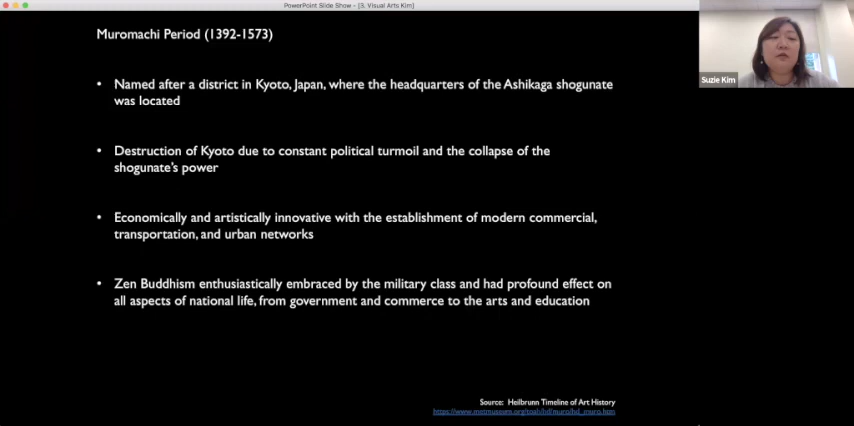 PowerPoint Slide Show - [3. Visual Arts Kim]
Muromachi Period (1392-1573)
Suzie Kim
• Named after a district in Kyoto, Japan, where the headquarters of the Ashikaga shogunate
was located
• Destruction of Kyoto due to constant political turmoil and the collapse of the
shogunate's power
• Economically and artistically innovative with the establishment of modern commercial,
transportation, and urban networks
• Zen Buddhism enthusiastically embraced by the military class and had profound effect on
all aspects of national life, from government and commerce to the arts and education
Source: Heilbrunn Timeline of Art History
https://www.metmuseum.org/toah/hd/muro/hd_muro.htm